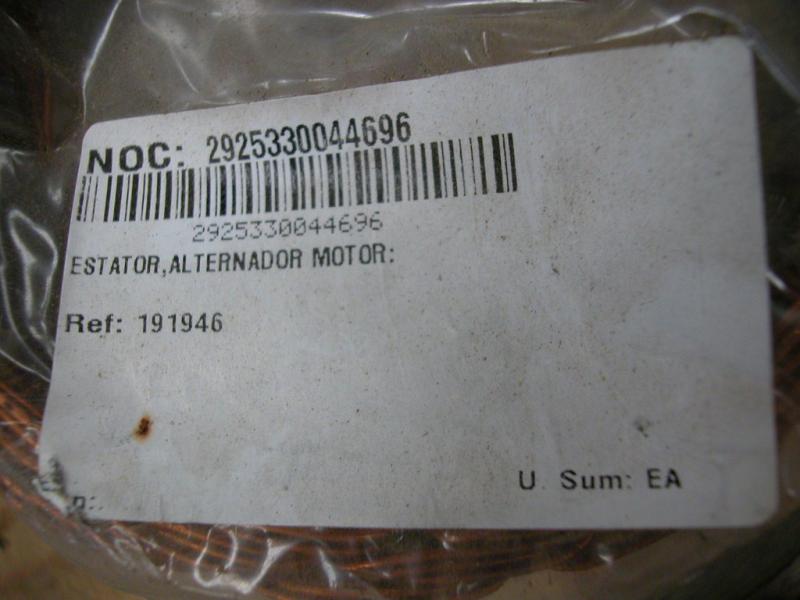 NOC: 2925330044696
2925330044696
ESTATOR,ALTERNADOR MOTOR:
Ref: 191946
U. Sum: EA